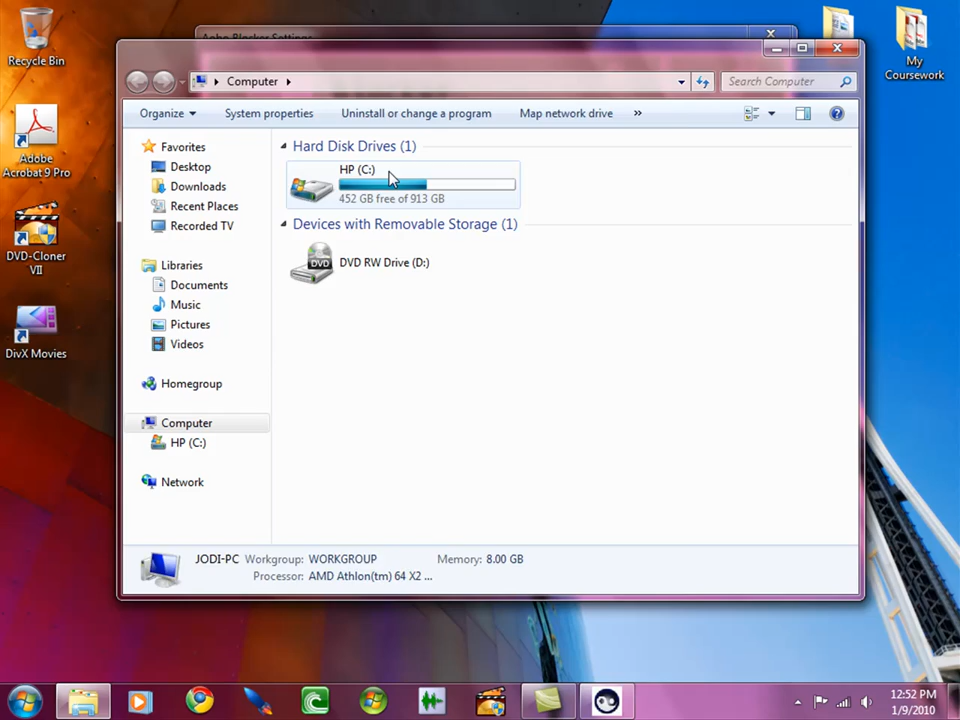 Recycle Bin
Adobe Acrobat 9 Pro
DVD-Cloner VII
DivX Movies
My Coursework
Blocker Settings
Computer
Search Computer
Organize
System properties
Uninstall or change a program
Map network drive
»
Favorites
Desktop
Downloads
Recent Places
Recorded TV
Libraries
Documents
Music
Pictures
Videos
Homegroup
Computer
HP (C:)
Network
Hard Disk Drives (1)
HP (C:)
452 GB free of 913 GB
Devices with Removable Storage (1)
DVD
DVD RW Drive (D:)
JODI-PC Workgroup: WORKGROUP Memory: 8.00 GB
Processor: AMD Athlon(tm) 64 X2 ...
12:52 PM
1/9/2010